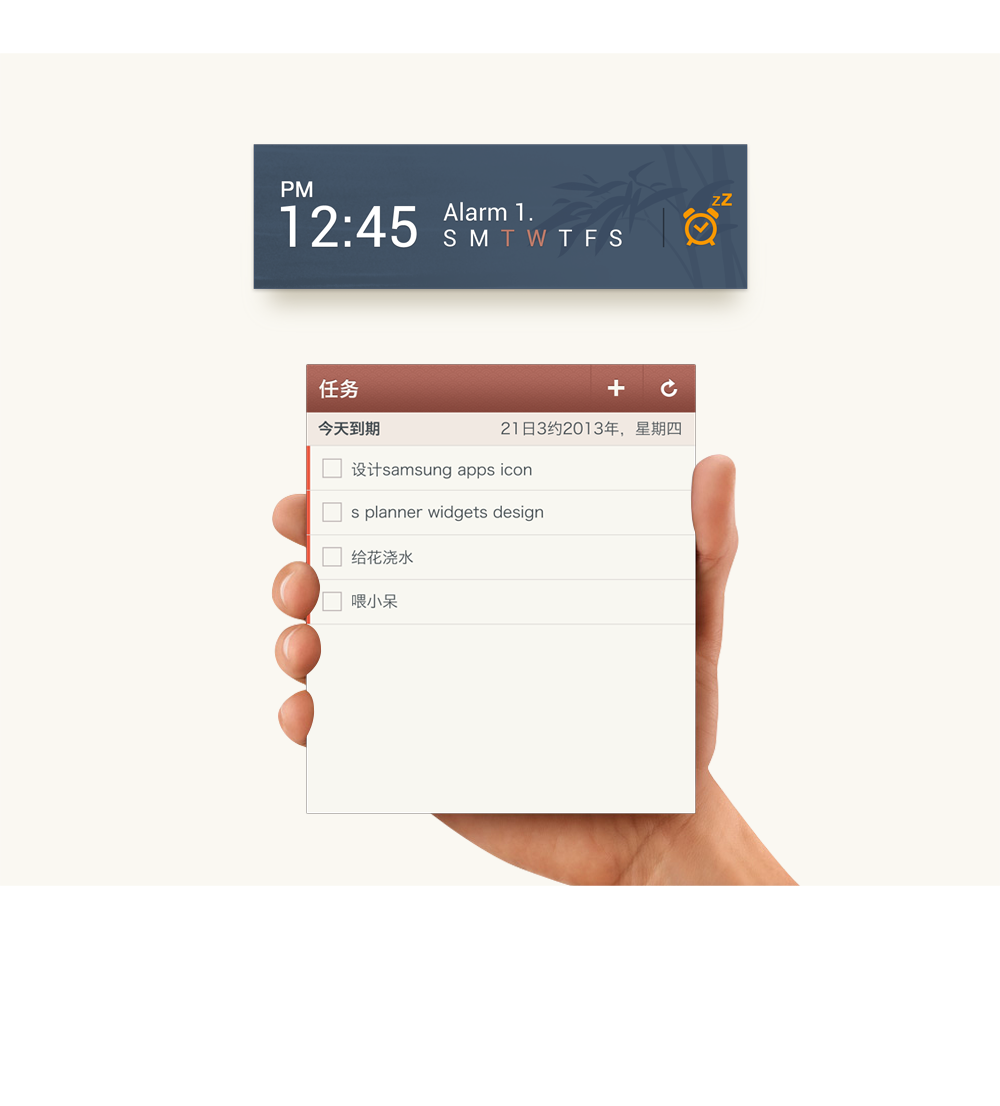 PM
12:45
Alarm 1.
S M T W T F S
zZ
任务
今天到期 21日3约2013年，星期四
设计samsung apps icon
s planner widgets design
给花浇水
喂小呆